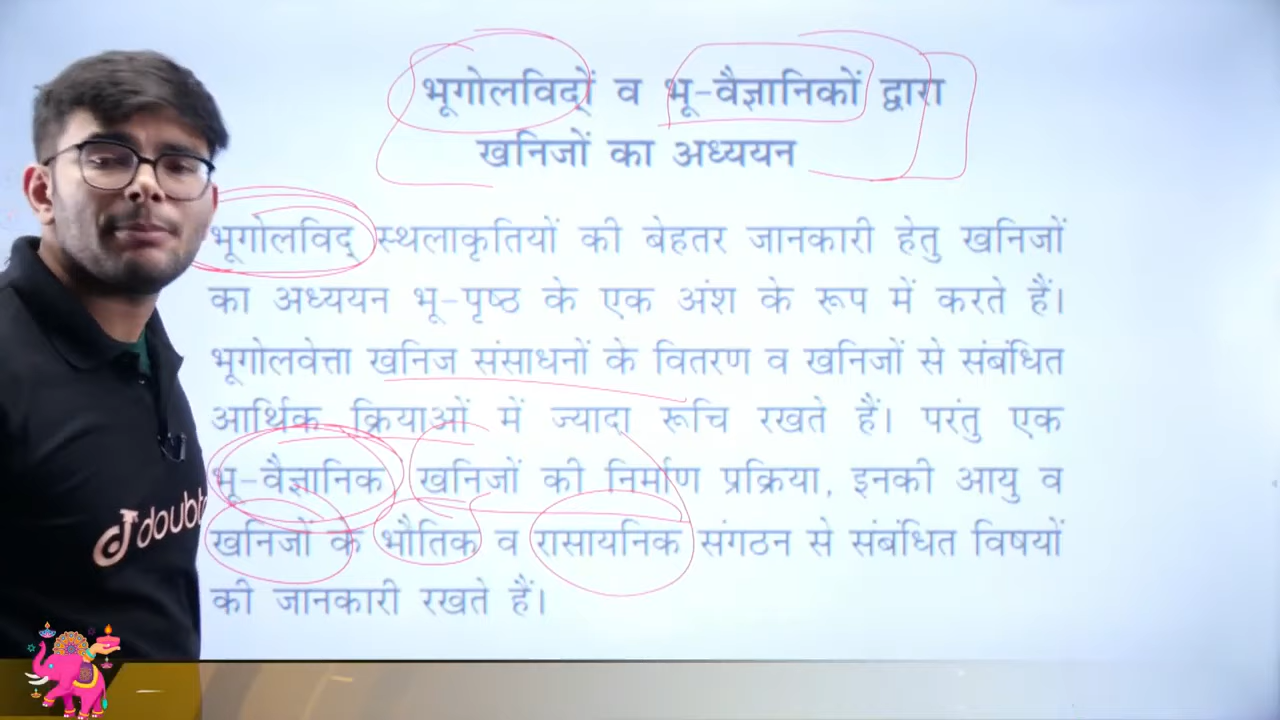 भूगोलविदों व भू-वैज्ञानिकों द्वारा
खनिजों का अध्ययन
भूगोलविद् स्थलाकृतियों की बेहतर जानकारी हेतु खनिजों
का अध्ययन भू-पृष्ठ के एक अंश के रूप में करते हैं।
भूगोलवेत्ता खनिज संसाधनों के वितरण व खनिजों से संबंधित
आर्थिक क्रियाओं में ज्यादा रूचि रखते हैं। परंतु एक
भू-वैज्ञानिक खनिजों की निर्माण प्रक्रिया, इनकी आयु व
खनिजों के भौतिक व रासायनिक संगठन से संबंधित विषयों
की जानकारी रखते हैं।
doubt